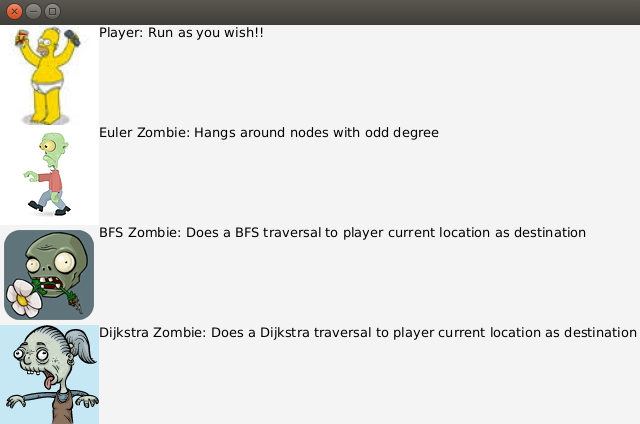 Player: Run as you wish!!
Euler Zombie: Hangs around nodes with odd degree
BFS Zombie: Does a BFS traversal to player current location as destination
Dijkstra Zombie: Does a Dijkstra traversal to player current location as destination